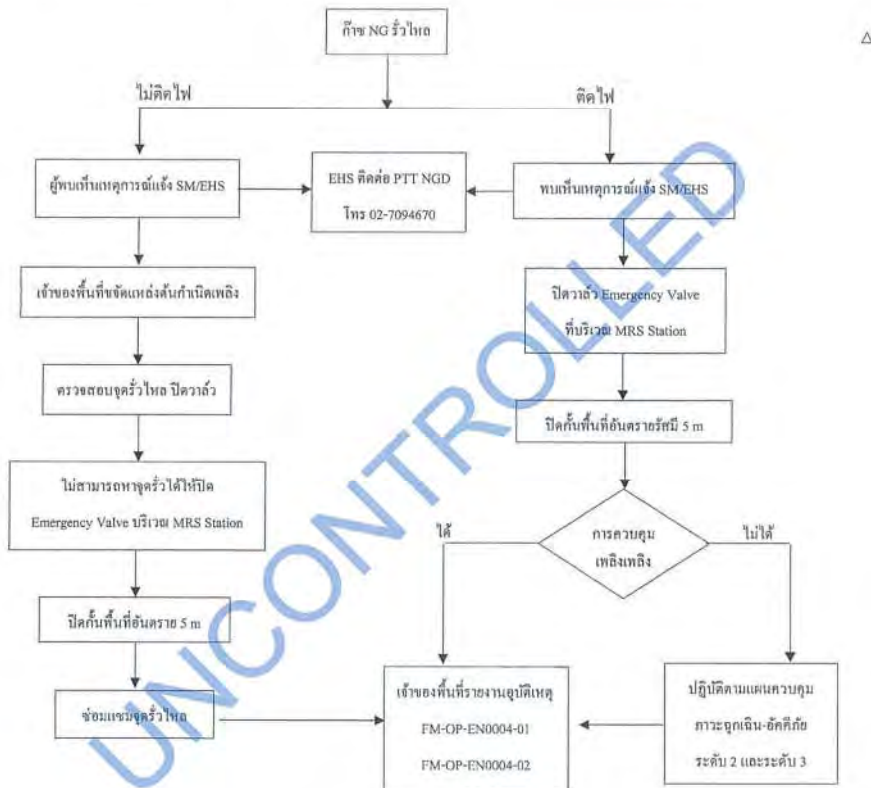 ก๊าซ NG รั่วไหล
ไม่ติดไฟ
ติดไฟ
ผู้พบเห็นเหตุการณ์แจ้ง SM/EHS
EHS ติดต่อ PTT NGD
โทร 02-7094670
พบเห็นเหตุการณ์แจ้ง SM/EHS
เจ้าของพื้นที่ขจัดแหล่งต้นกำเนิดเพลิง
ปิดวาล์ว Emergency Valve
ที่บริเวณ MRS Station
ตรวจสอบจุดรั่วไหล ปิดวาล์ว
ปิดกั้นพื้นที่อันตรายรัศมี 5 m
ไม่สามารถหาจุดรั่วได้ให้ปิด
Emergency Valve บริเวณ MRS Station
ได้
การควบคุม
เพลิงเพลิง
ไม่ได้
ปิดกั้นพื้นที่อันตราย 5 m
ซ่อมแซมจุดรั่วไหล
เจ้าของพื้นที่รายงานอุบัติเหตุ
FM-OP-EN0004-01
FM-OP-EN0004-02
ปฏิบัติตามแผนควบคุม
ภาวะฉุกเฉิน-อัคคีภัย
ระดับ 2 และระดับ 3
UNCONTROLLED